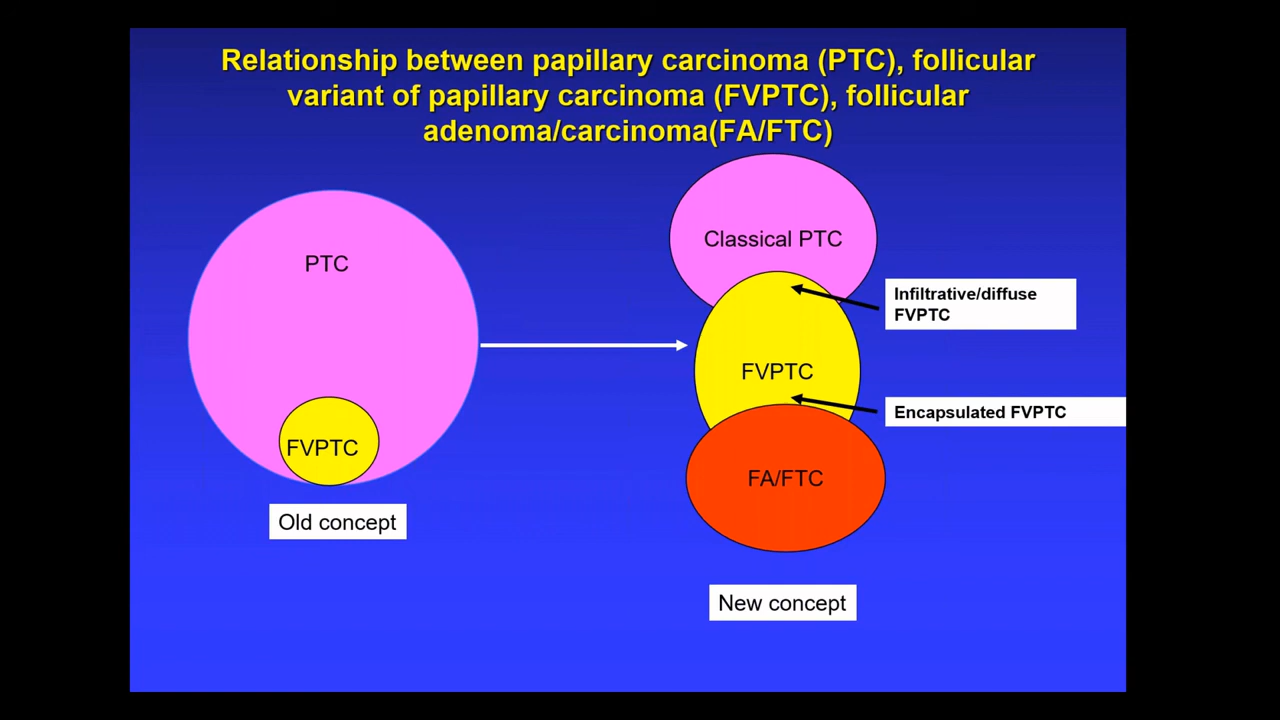 Relationship between papillary carcinoma (PTC), follicular
variant of papillary carcinoma (FVPTC), follicular
adenoma/carcinoma(FA/FTC)
PTC
FVPTC
Old concept
Classical PTC
Infiltrative/diffuse
FVPTC
FVPTC
Encapsulated FVPTC
FA/FTC
New concept